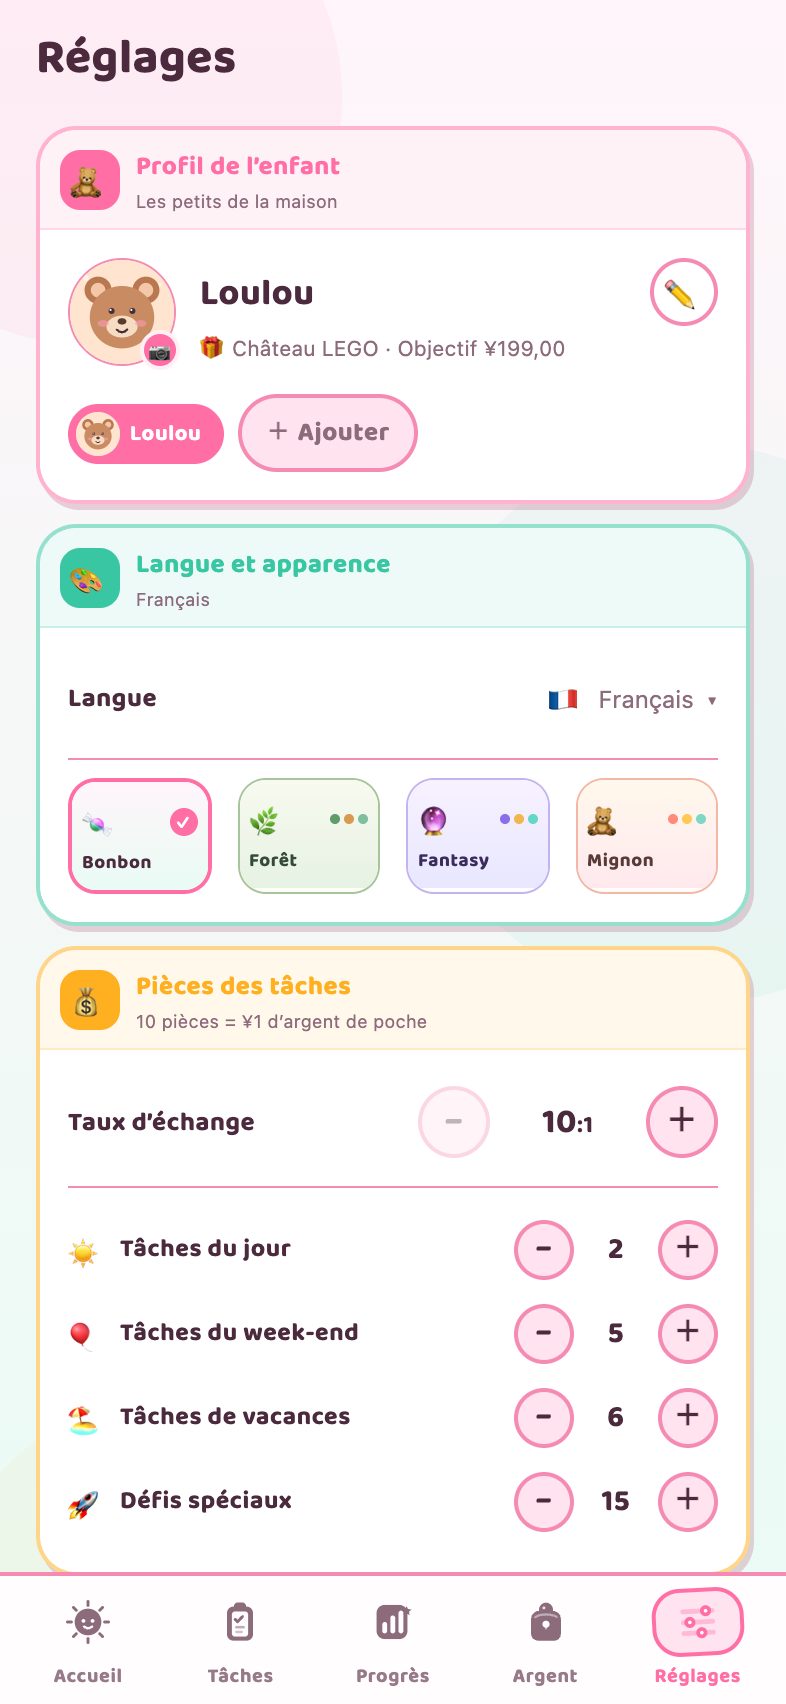 Réglages
Profil de l'enfant
Les petits de la maison
Loulou
Château LEGO · Objectif ¥199,00
Loulou
+ Ajouter
Langue et apparence
Français
Langue
Français ▾
Bonbon
Forêt
Fantasy
Mignon
Pièces des tâches
10 pièces = ¥1 d'argent de poche
Taux d'échange
- 10:1 +
Tâches du jour
- 2 +
Tâches du week-end
- 5 +
Tâches de vacances
- 6 +
Défis spéciaux
- 15 +
Accueil
Tâches
Progrès
Argent
Réglages